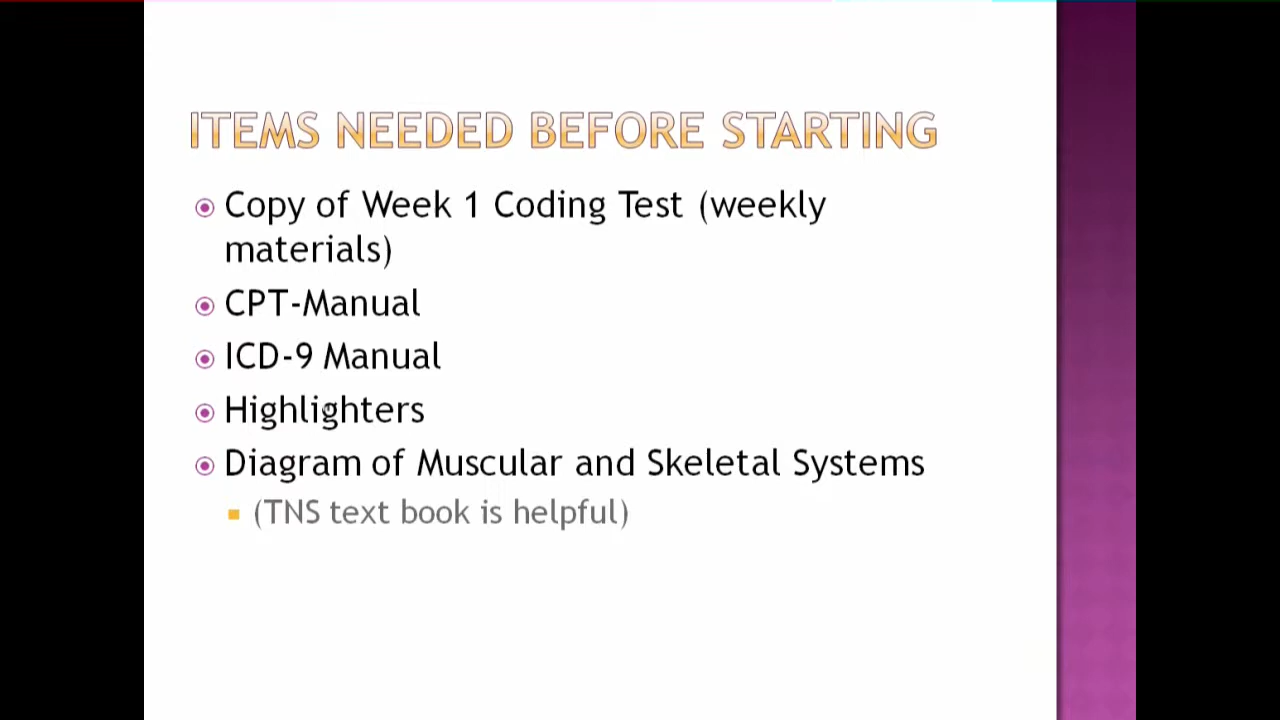 ITEMS NEEDED BEFORE STARTING
Copy of Week 1 Coding Test (weekly
materials)
CPT-Manual
ICD-9 Manual
Highlighters
Diagram of Muscular and Skeletal Systems
(TNS text book is helpful)